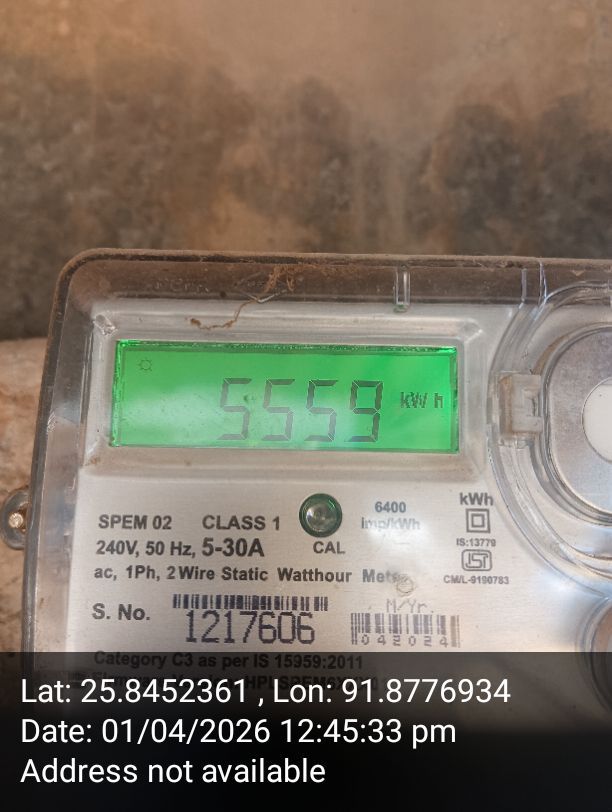 5559 kWh
6400
imp/kWh
kWh
SPEM 02 CLASS 1
CAL
IS:13779
240V, 50 Hz, 5-30A
ac, 1Ph, 2 Wire Static Watthour Meter
CM/L-9190783
S. No.
1217606
M/Yr.
042024
Category C3 as per IS 15959:2011
Lat: 25.8452361 , Lon: 91.8776934
Date: 01/04/2026 12:45:33 pm
Address not available